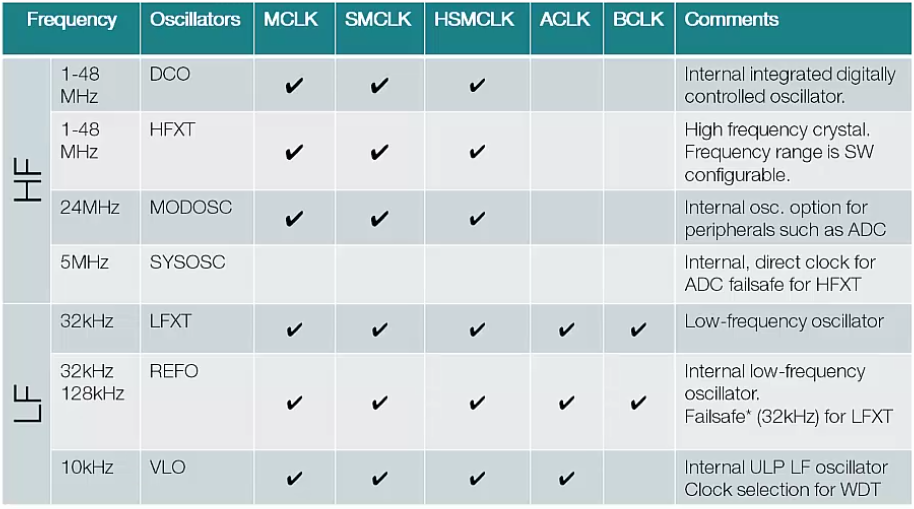 Frequency Oscillators MCLK SMCLK HSMCLK ACLK BCLK Comments
HF
1-48 DCO ✔ ✔ ✔ Internal integrated digitally
MHz controlled oscillator.
1-48 HFXT ✔ ✔ ✔ High frequency crystal.
MHz Frequency range is SW
configurable.
24MHz MODOSC ✔ ✔ ✔ Internal osc. option for
peripherals such as ADC
5MHz SYSOSC Internal, direct clock for
ADC failsafe for HFXT
LF
32kHz LFXT ✔ ✔ ✔ ✔ ✔ Low-frequency oscillator
32kHz REFO ✔ ✔ ✔ ✔ ✔ Internal low-frequency
128kHz oscillator.
Failsafe* (32kHz) for LFXT
10kHz VLO ✔ ✔ ✔ ✔ Internal ULP LF oscillator
Clock selection for WDT